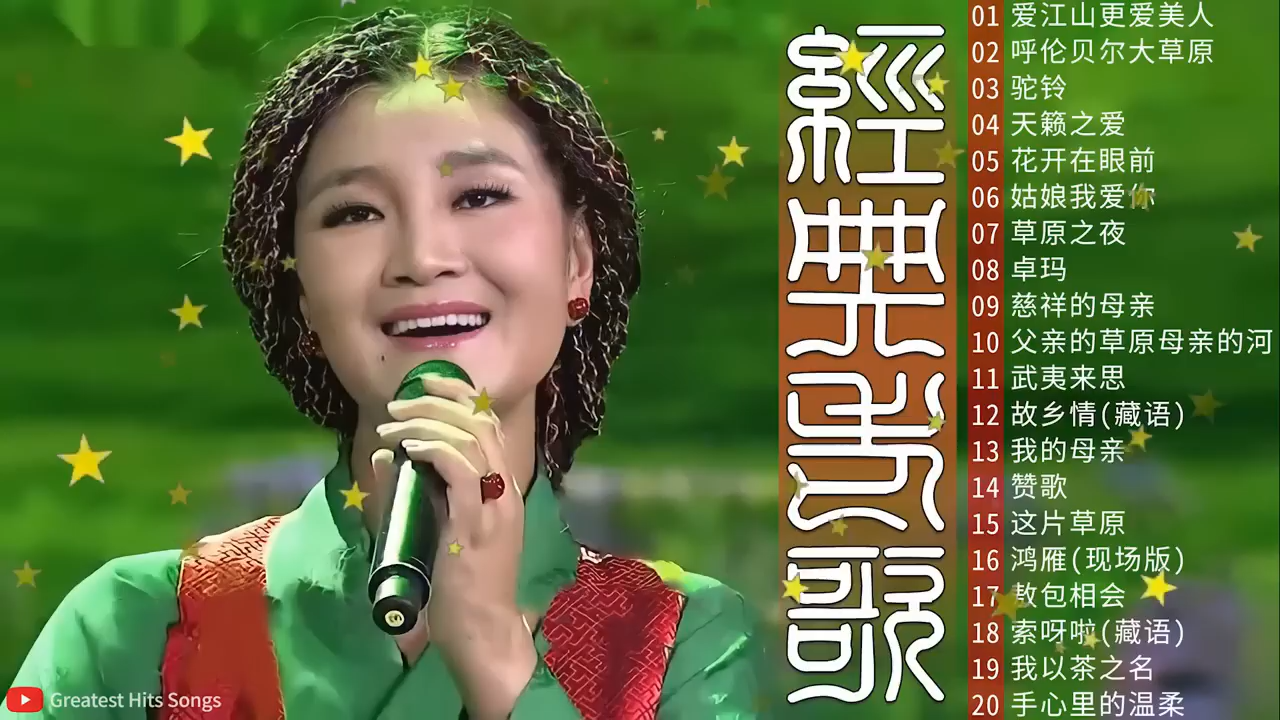 經典老歌
01 爱江山更爱美人
02 呼伦贝尔大草原
03 驼铃
04 天籁之爱
05 花开在眼前
06 姑娘我爱你
07 草原之夜
08 卓玛
09 慈祥的母亲
10 父亲的草原母亲的河
11 武夷来思
12 故乡情(藏语)
13 我的母亲
14 赞歌
15 这片草原
16 鸿雁(现场版)
17 敖包相会
18 索呀啦(藏语)
19 我以茶之名
20 手心里的温柔
Greatest Hits Songs